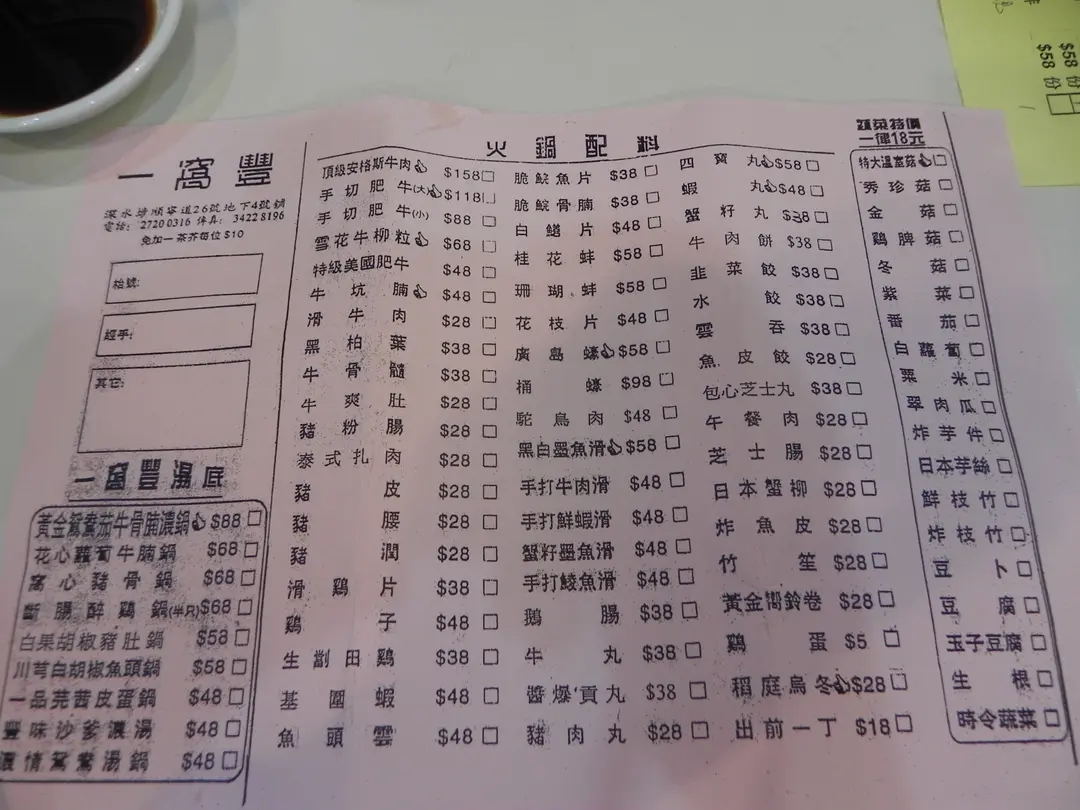 一窩豐
深水埗順寧道26號地下4號舖
電話: 2720 0316 傳真: 3422 8196
免加一 茶芥每位 $10
枱號:
經手:
其它:
一窩豐湯底
黃金鴛鴦茄牛骨腩濃鍋 $88
花心蘿蔔牛腩鍋 $68
窩心豬骨鍋 $68
斷腸醉鷄鍋(半只) $68
白果胡椒豬肚鍋 $58
川芎白胡椒魚頭鍋 $58
一品芫茜皮蛋鍋 $48
豐味沙爹濃湯 $48
濃情鴛鴦湯鍋 $48
火鍋配料
頂級安格斯牛肉 $158
手切肥牛(大) $118
手切肥牛(小) $88
雪花牛柳粒 $68
特級美國肥牛 $48
牛坑腩 $48
滑牛肉 $28
黑柏葉 $38
牛骨髓 $38
牛爽肚 $28
豬粉腸 $28
泰式扎肉 $28
豬皮 $28
豬腰 $28
豬潤 $28
滑鷄片 $38
鷄子 $48
生劏田鷄 $38
基圍蝦 $48
魚頭雲 $48
脆鯇魚片 $38
脆鯇骨腩 $38
白鱔片 $48
桂花蚌 $58
珊瑚蚌 $58
花枝片 $48
廣島蠔 $58
桶蠔 $98
鴕鳥肉 $48
黑白墨魚滑 $58
手打牛肉滑 $48
手打鮮蝦滑 $48
蟹籽墨魚滑 $48
手打鯪魚滑 $48
鵝腸 $38
牛丸 $38
醬爆貢丸 $38
豬肉丸 $28
四寶丸 $58
蝦丸 $48
蟹籽丸 $38
牛肉餅 $38
韭菜餃 $38
水餃 $38
雲吞 $38
魚皮餃 $28
包心芝士丸 $38
午餐肉 $28
芝士腸 $28
日本蟹柳 $28
炸魚皮 $28
竹笙 $28
黃金響鈴卷 $28
鷄蛋 $5
稻庭烏冬 $28
出前一丁 $18
蔬菜特價
一律18元
特大溫室菇
秀珍菇
金菇
鷄脾菇
冬菇
紫菜
番茄
白蘿蔔
粟米
翠肉瓜
炸芋件
日本芋絲
鮮枝竹
炸枝竹
豆卜
豆腐
玉子豆腐
生根
時令蔬菜
$58 份
$58 份